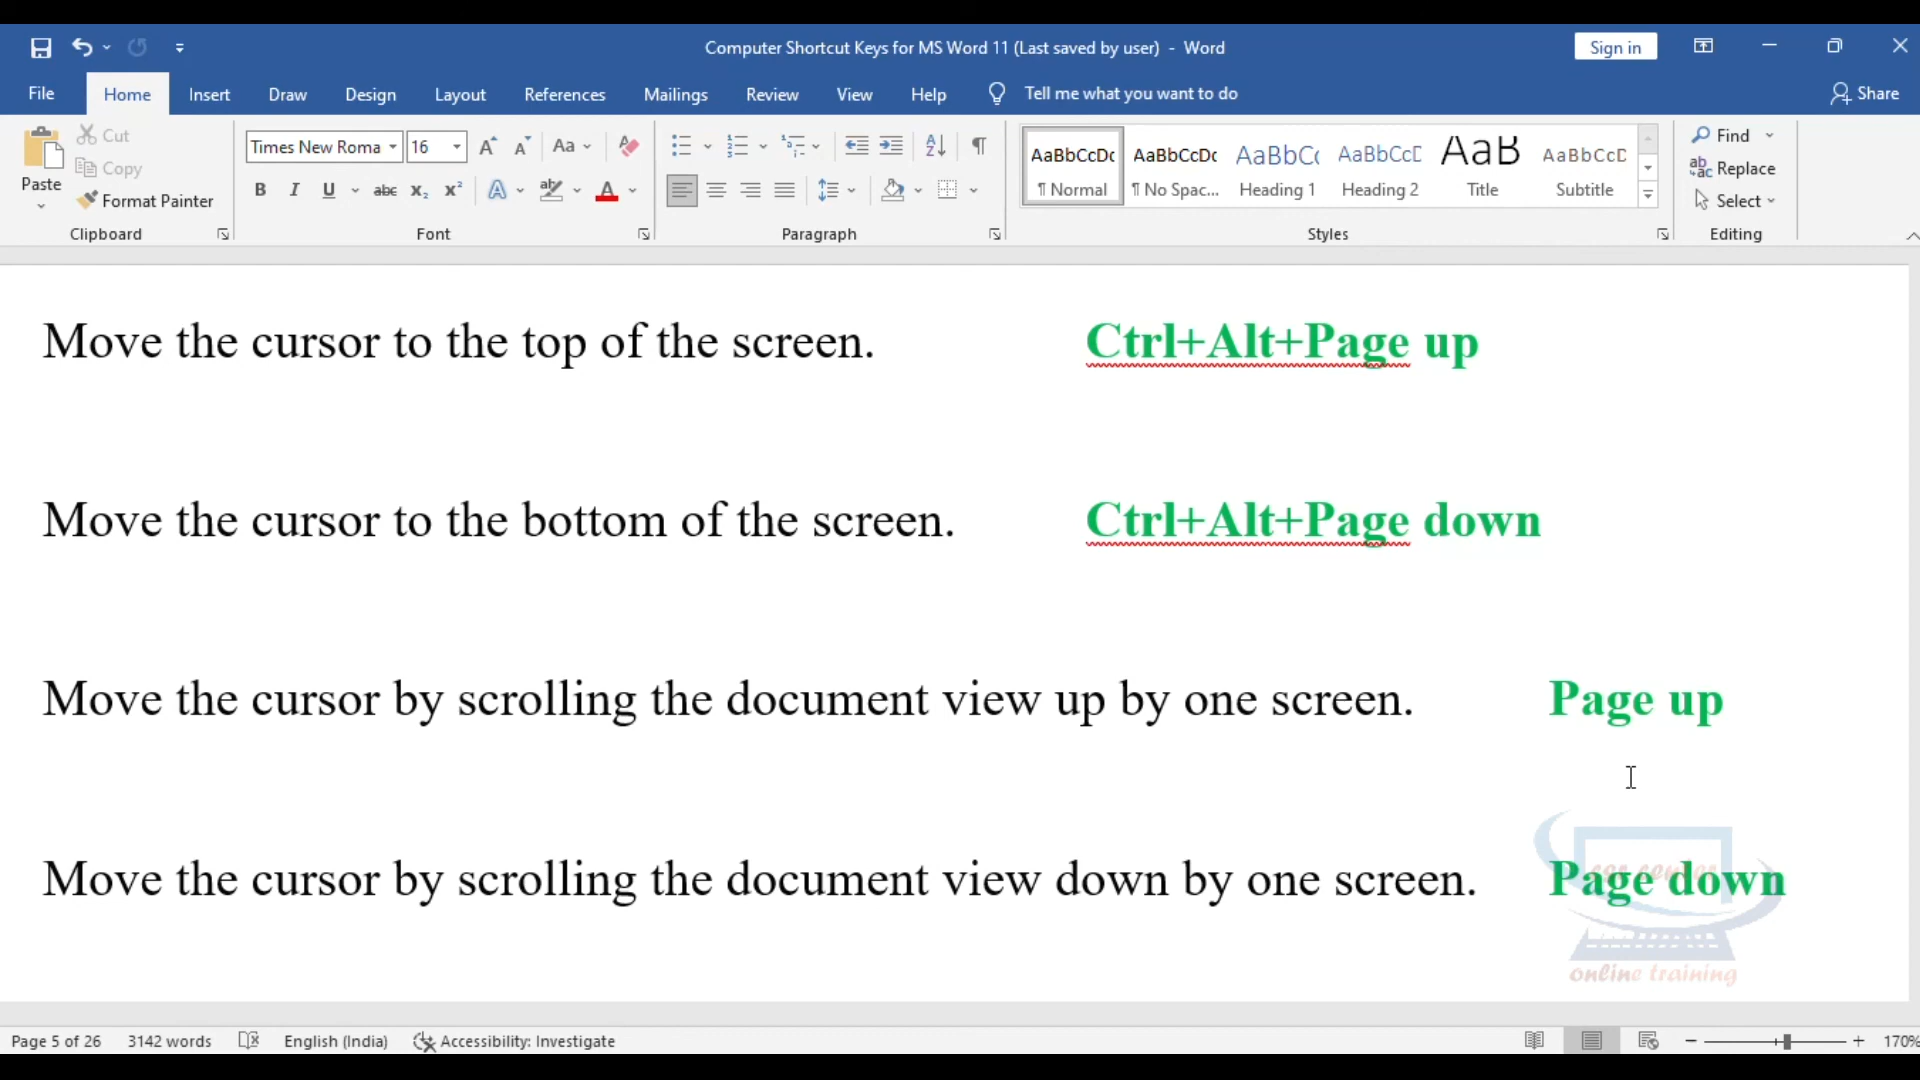 Computer Shortcut Keys for MS Word 11 (Last saved by user) - Word
Sign in
File Home Insert Draw Design Layout References Mailings Review View Help Tell me what you want to do Share
Paste
Cut
Copy
Format Painter
Clipboard
Times New Roma 16
Font
Paragraph
AaBbCcDc AaBbCcDc AaBbCc AaBbCcD AaB AaBbCcD
¶ Normal ¶ No Spac... Heading 1 Heading 2 Title Subtitle
Styles
Find
Replace
Select
Editing
Move the cursor to the top of the screen. Ctrl+Alt+Page up
Move the cursor to the bottom of the screen. Ctrl+Alt+Page down
Move the cursor by scrolling the document view up by one screen. Page up
Move the cursor by scrolling the document view down by one screen. Page down
online training
Page 5 of 26 3142 words English (India) Accessibility: Investigate 170%